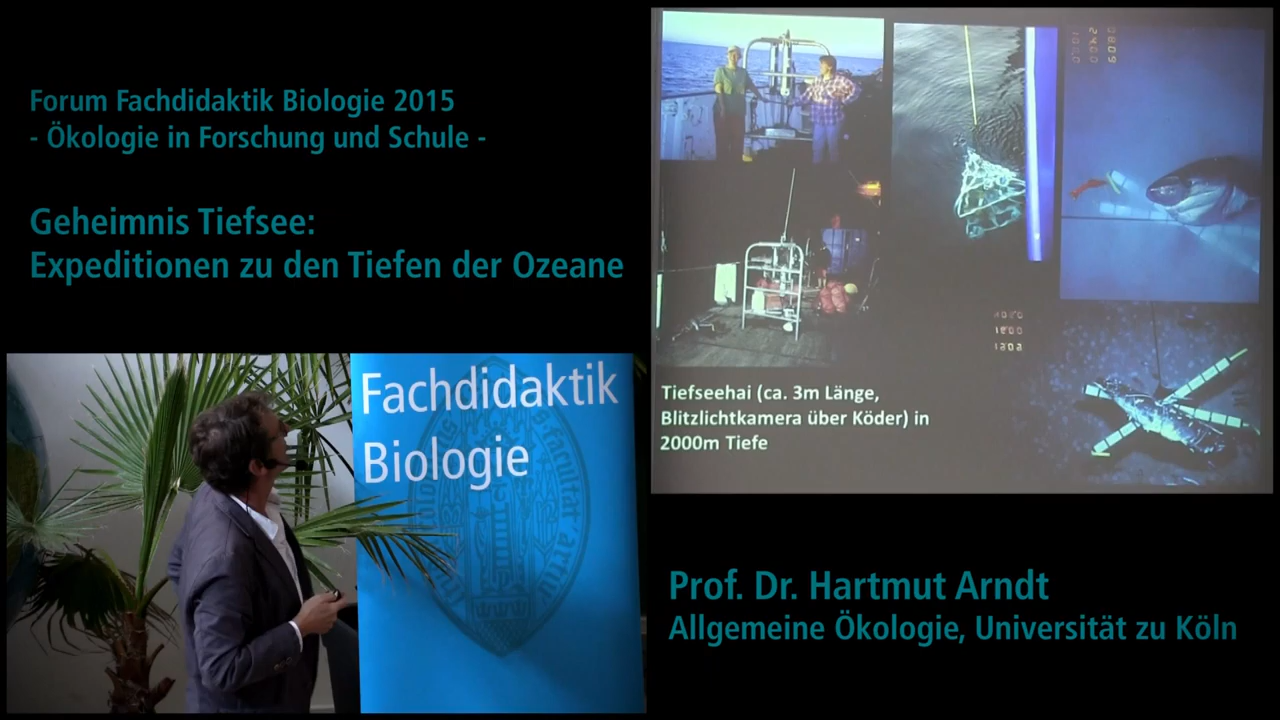 Forum Fachdidaktik Biologie 2015
- Ökologie in Forschung und Schule -
Geheimnis Tiefsee:
Expeditionen zu den Tiefen der Ozeane
Fachdidaktik
Biologie
Tiefseehai (ca. 3m Länge,
Blitzlichtkamera über Köder) in
2000m Tiefe
Prof. Dr. Hartmut Arndt
Allgemeine Ökologie, Universität zu Köln